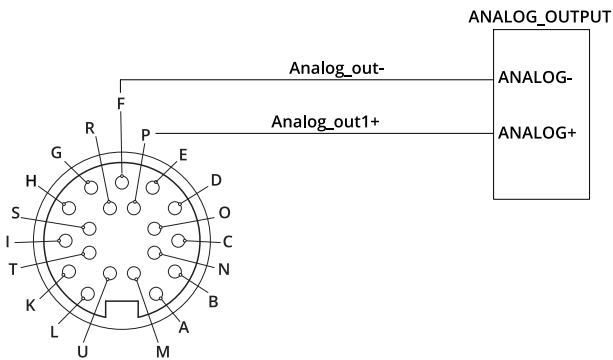 ANALOG_OUTPUT
Analog_out-
ANALOG-
F
Analog_out1+
ANALOG+
R
P
G
E
H
D
S
O
I
C
T
N
K
B
L
A
U
M